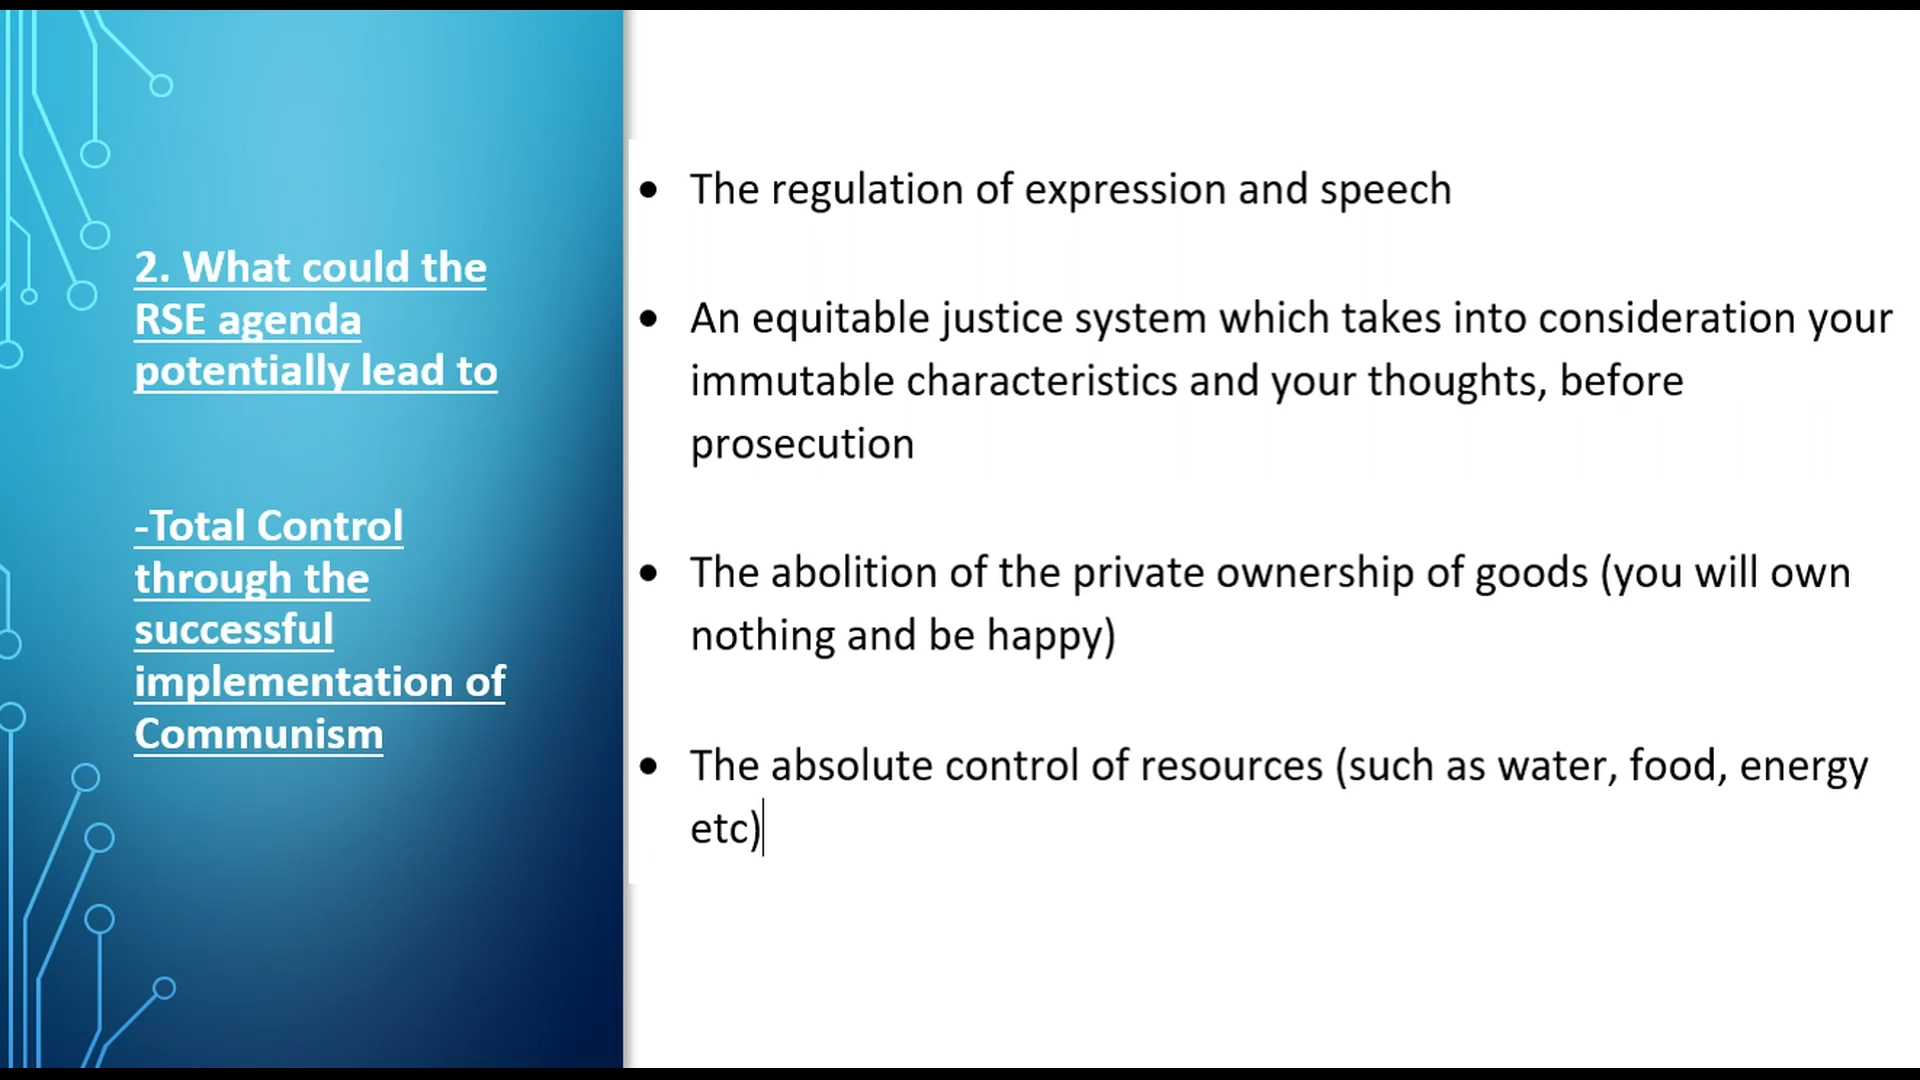 2. What could the
RSE agenda
potentially lead to
-Total Control
through the
successful
implementation of
Communism
• The regulation of expression and speech
• An equitable justice system which takes into consideration your
immutable characteristics and your thoughts, before
prosecution
• The abolition of the private ownership of goods (you will own
nothing and be happy)
• The absolute control of resources (such as water, food, energy
etc)